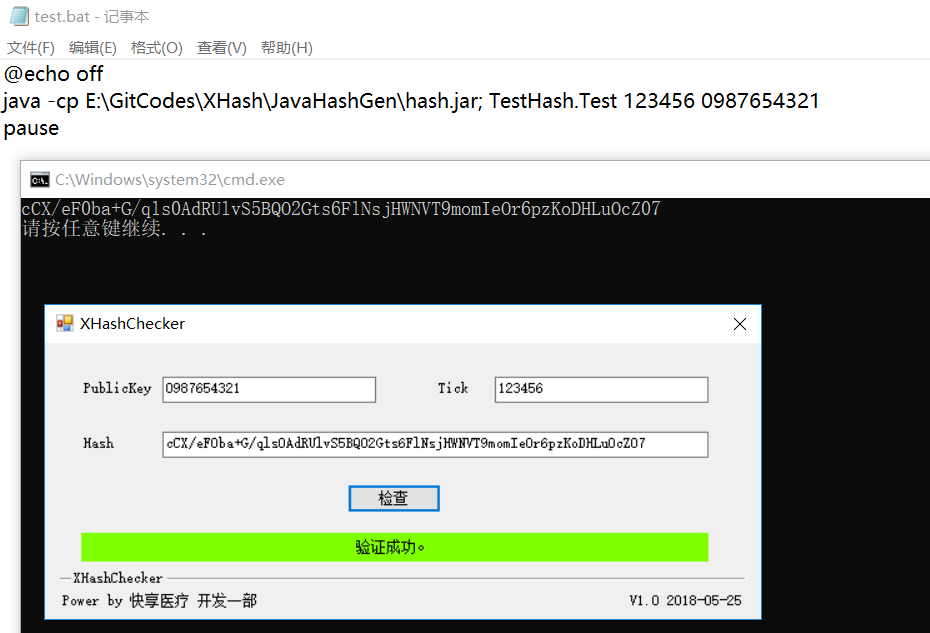 test.bat - 记事本
文件(F) 编辑(E) 格式(O) 查看(V) 帮助(H)
@echo off
java -cp E:\GitCodes\XHash\JavaHashGen\hash.jar; TestHash.Test 123456 0987654321
pause
C:\Windows\system32\cmd.exe
cCX/eF0ba+G/qls0AdRUlvS5BQO2Gts6FlNsjHWNVT9momIeOr6pzKoDHLuOcZ07
请按任意键继续. . .
XHashChecker
PublicKey 0987654321 Tick 123456
Hash cCX/eF0ba+G/qls0AdRUlvS5BQO2Gts6FlNsjHWNVT9momIeOr6pzKoDHLuOcZ07
检查
验证成功。
XHashChecker
Power by 快享医疗 开发一部 V1.0 2018-05-25